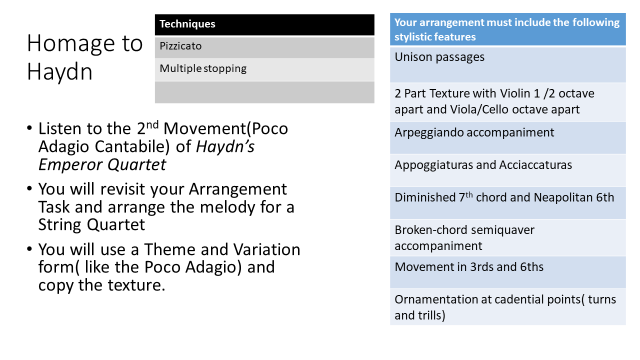 Homage to
Haydn
Techniques
Pizzicato
Multiple stopping
• Listen to the 2nd Movement(Poco
Adagio Cantabile) of Haydn's
Emperor Quartet
• You will revisit your Arrangement
Task and arrange the melody for a
String Quartet
• You will use a Theme and Variation
form( like the Poco Adagio) and
copy the texture.
Your arrangement must include the following
stylistic features
Unison passages
2 Part Texture with Violin 1 /2 octave
apart and Viola/Cello octave apart
Arpeggiando accompaniment
Appoggiaturas and Acciaccaturas
Diminished 7th chord and Neapolitan 6th
Broken-chord semiquaver
accompaniment
Movement in 3rds and 6ths
Ornamentation at cadential points( turns
and trills)